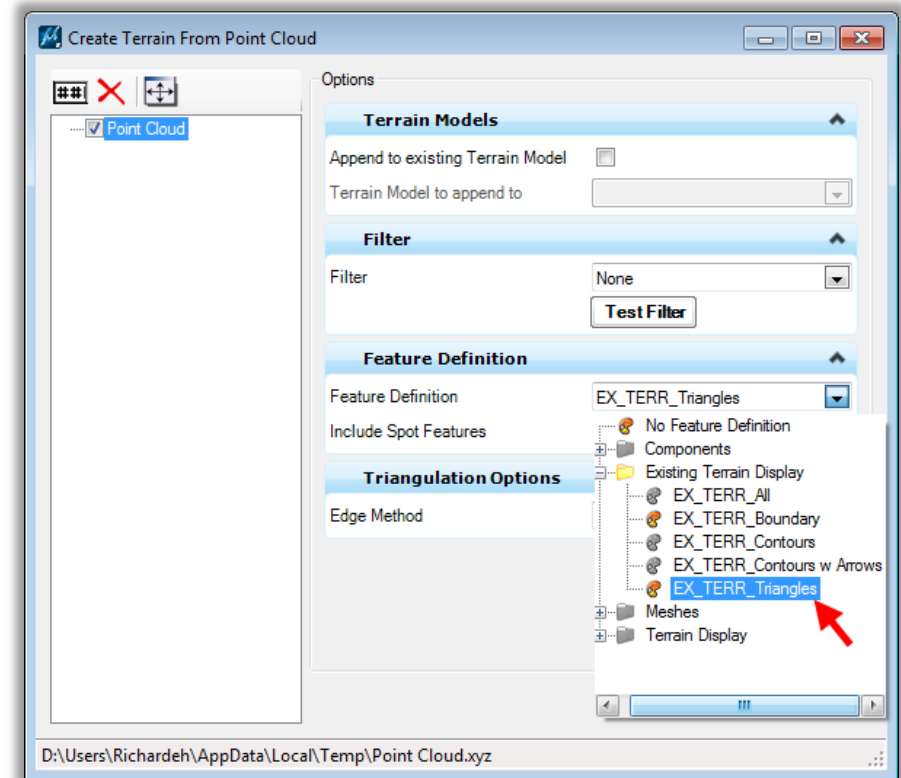 Create Terrain From Point Cloud
##
Point Cloud
Options
Terrain Models
Append to existing Terrain Model
Terrain Model to append to
Filter
Filter None
Test Filter
Feature Definition
Feature Definition EX_TERR_Triangles
Include Spot Features
Triangulation Options
Edge Method
No Feature Definition
Components
Existing Terrain Display
EX_TERR_All
EX_TERR_Boundary
EX_TERR_Contours
EX_TERR_Contours w Arrows
EX_TERR_Triangles
Meshes
Terrain Display
D:\Users\Richardeh\AppData\Local\Temp\Point Cloud.xyz